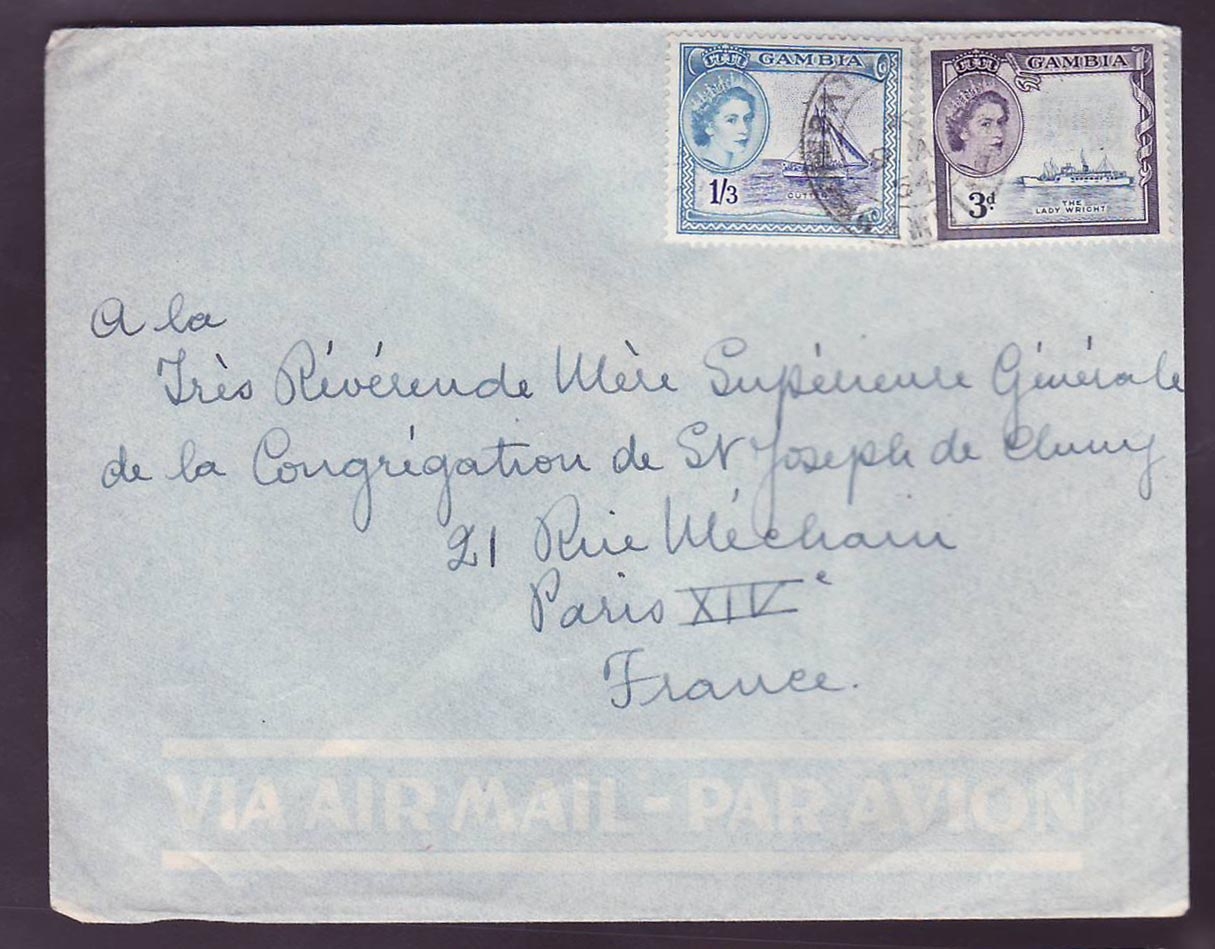 GAMBIA
1/3
GAMBIA
3d
THE
LADY WRIGHT
54
A la
Très Révérende Mère Supérieure Générale
de la Congrégation de St Joseph de Cluny
21 Rue Méchain
Paris XIVe
France.
VIA AIR MAIL - PAR AVION